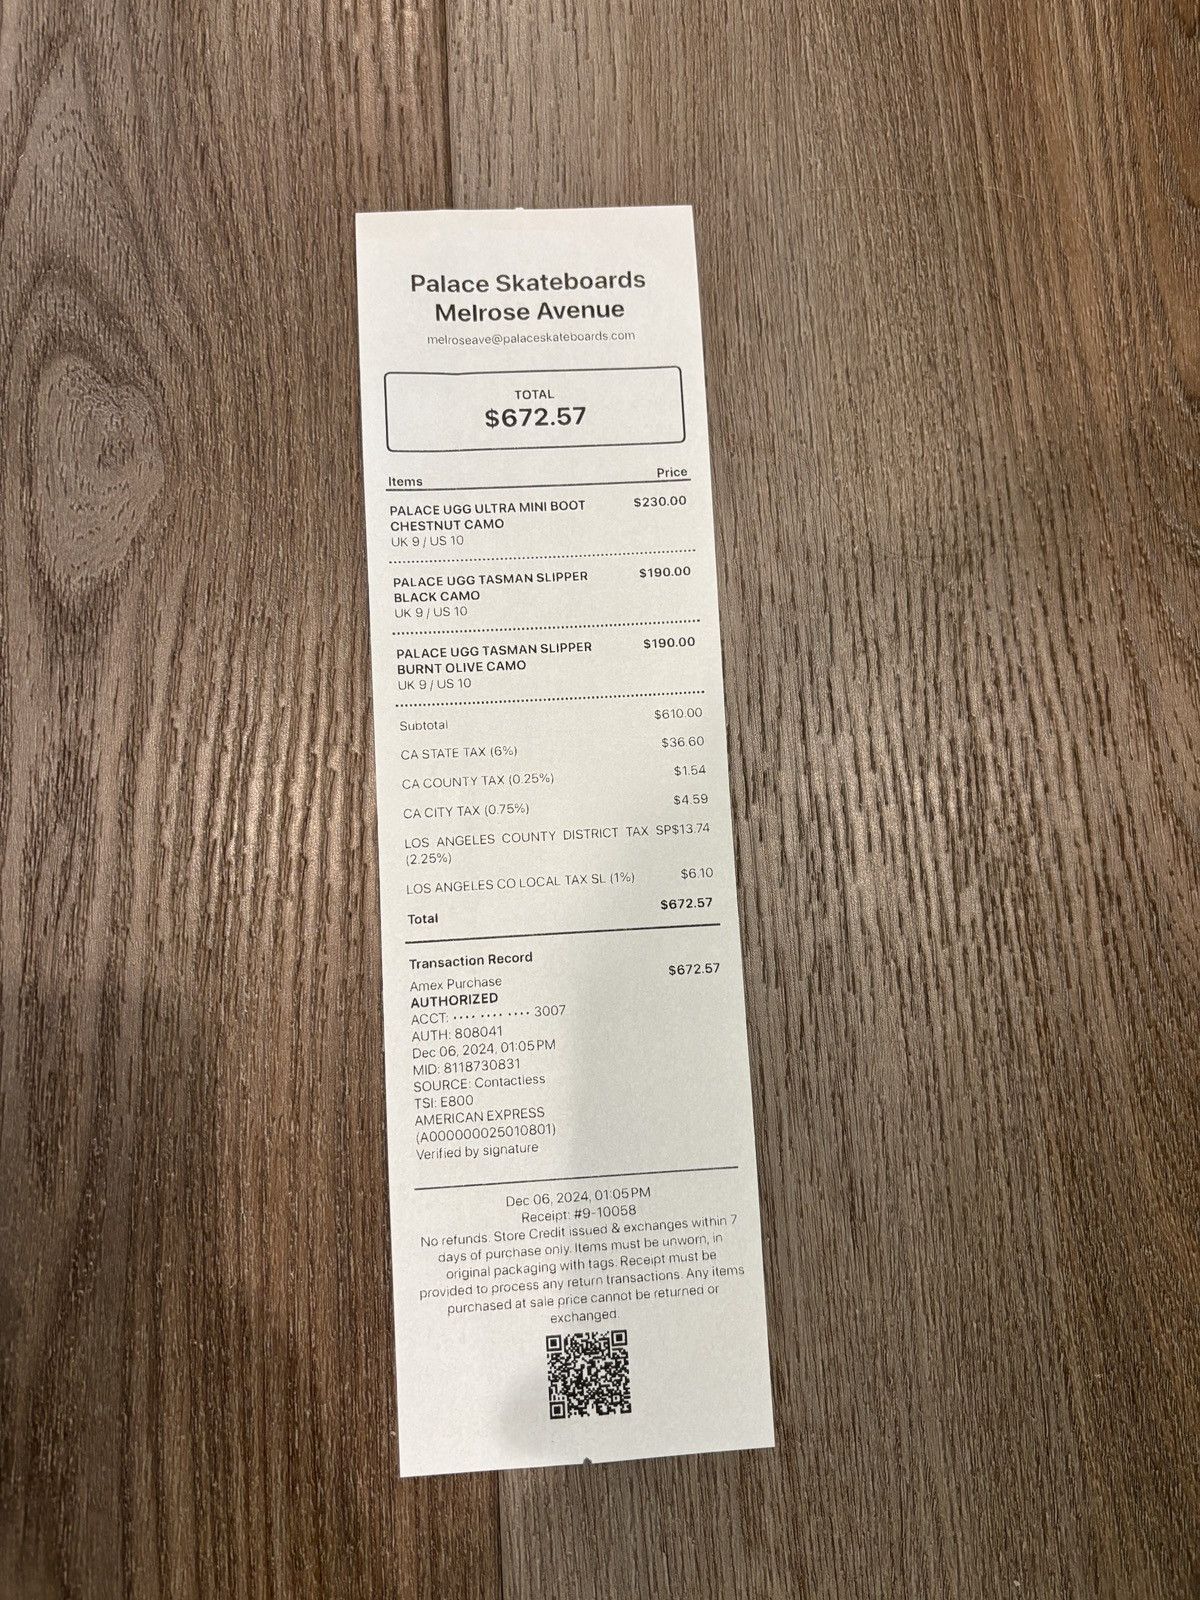 Palace Skateboards
Melrose Avenue
melroseave@palaceskateboards.com
TOTAL
$672.57
Items Price
PALACE UGG ULTRA MINI BOOT $230.00
CHESTNUT CAMO
UK 9 / US 10
PALACE UGG TASMAN SLIPPER $190.00
BLACK CAMO
UK 9 / US 10
PALACE UGG TASMAN SLIPPER $190.00
BURNT OLIVE CAMO
UK 9 / US 10
Subtotal $610.00
CA STATE TAX (6%) $36.60
CA COUNTY TAX (0.25%) $1.54
CA CITY TAX (0.75%) $4.59
LOS ANGELES COUNTY DISTRICT TAX SP$13.74
(2.25%)
LOS ANGELES CO LOCAL TAX SL (1%) $6.10
Total $672.57
Transaction Record
Amex Purchase $672.57
AUTHORIZED
ACCT: •••• •••• •••• 3007
AUTH: 808041
Dec 06, 2024, 01:05 PM
MID: 8118730831
SOURCE: Contactless
TSI: E800
AMERICAN EXPRESS
(A000000025010801)
Verified by signature
Dec 06, 2024, 01:05 PM
Receipt: #9-10058
No refunds. Store Credit issued & exchanges within 7
days of purchase only. Items must be unworn, in
original packaging with tags. Receipt must be
provided to process any return transactions. Any items
purchased at sale price cannot be returned or
exchanged.